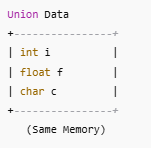 Union Data
+----------------+
| int i          |
| float f        |
| char c         |
+----------------+
   (Same Memory)